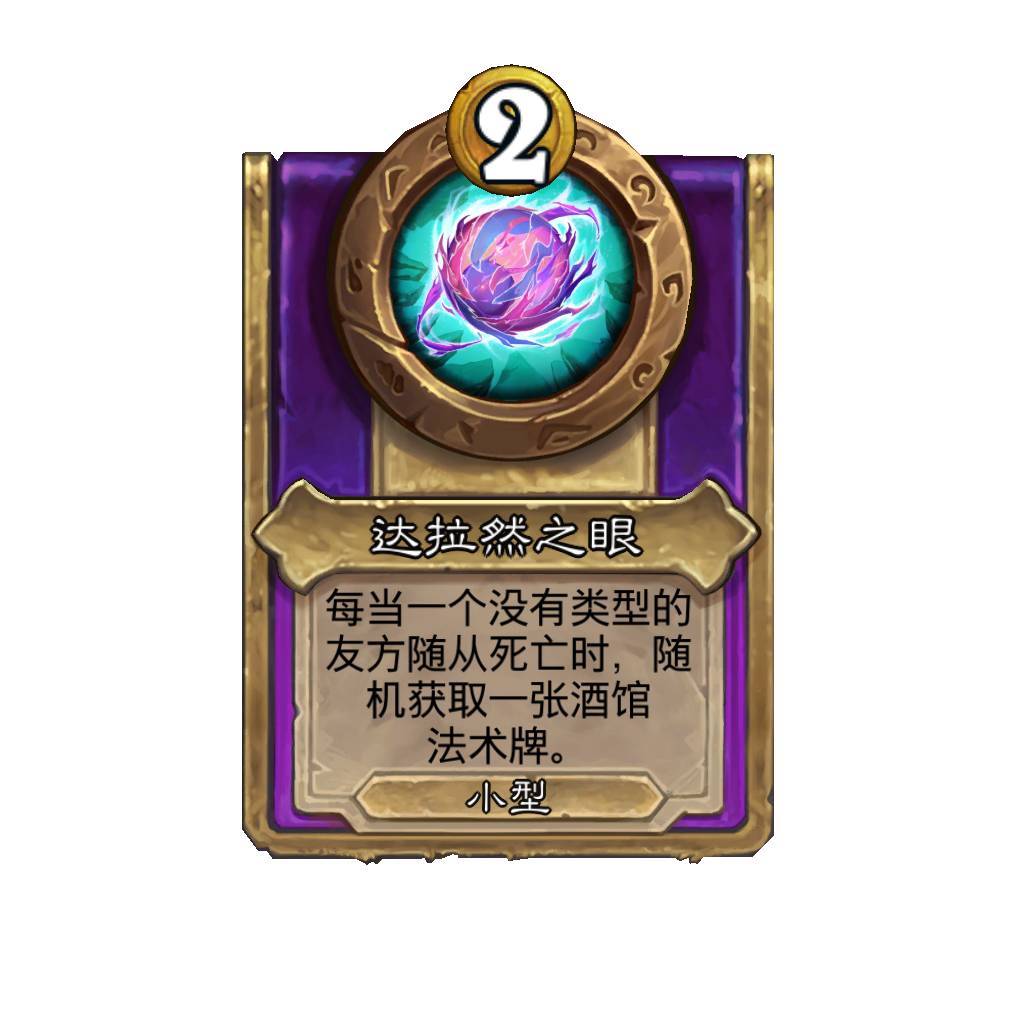 2
达拉然之眼
每当一个没有类型的
友方随从死亡时，随
机获取一张酒馆
法术牌。
小型